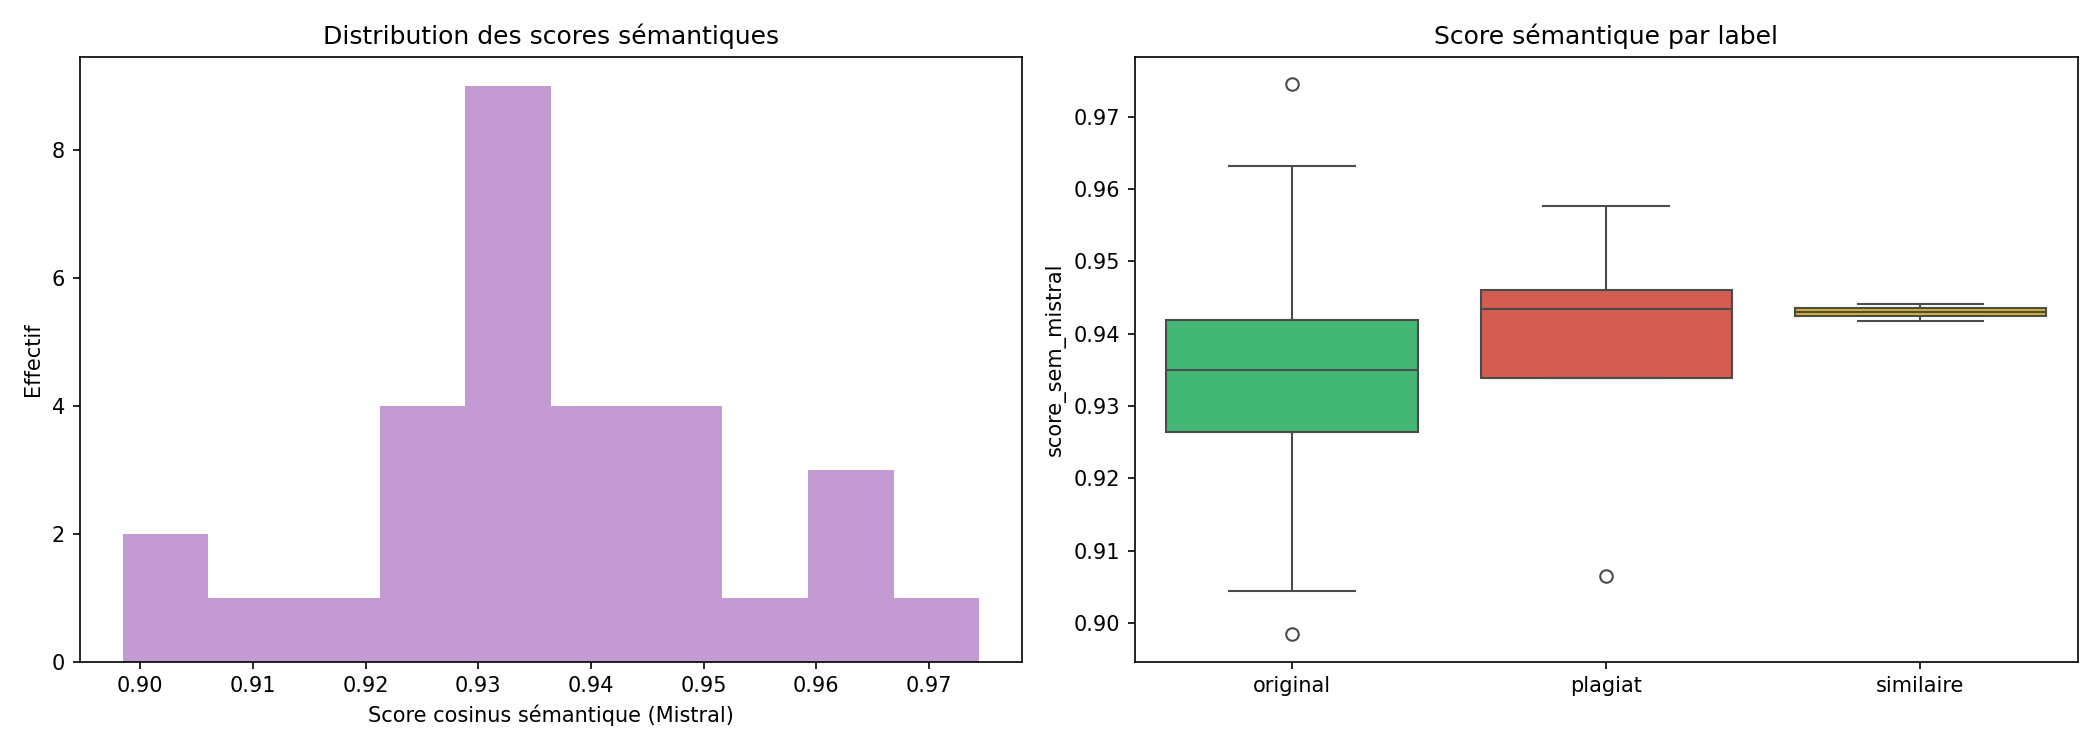 Distribution des scores sémantiques
Effectif
8
6
4
2
0
0.90 0.91 0.92 0.93 0.94 0.95 0.96 0.97
Score cosinus sémantique (Mistral)
Score sémantique par label
score_sem_mistral
0.97
0.96
0.95
0.94
0.93
0.92
0.91
0.90
original plagiat similaire